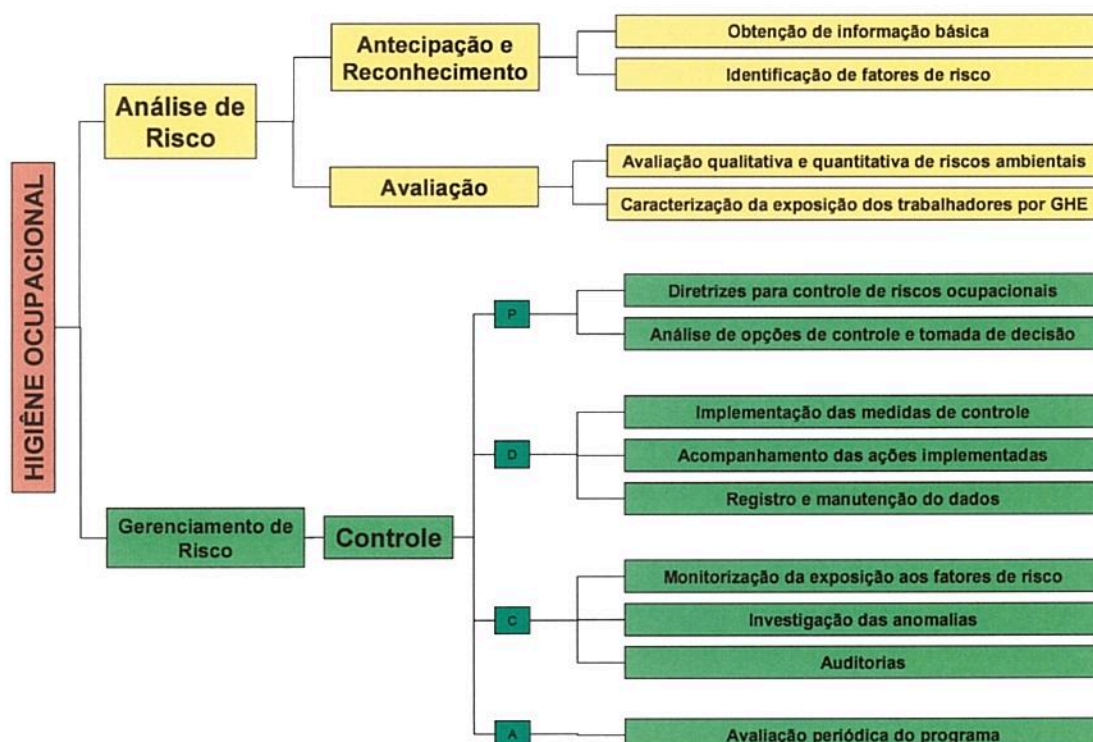 HIGIÊNE OCUPACIONAL
Análise de
Risco
Antecipação e
Reconhecimento
Obtenção de informação básica
Identificação de fatores de risco
Avaliação
Avaliação qualitativa e quantitativa de riscos ambientais
Caracterização da exposição dos trabalhadores por GHE
Gerenciamento de
Risco
Controle
P
Diretrizes para controle de riscos ocupacionais
Análise de opções de controle e tomada de decisão
D
Implementação das medidas de controle
Acompanhamento das ações implementadas
Registro e manutenção do dados
C
Monitorização da exposição aos fatores de risco
Investigação das anomalias
Auditorias
A
Avaliação periódica do programa